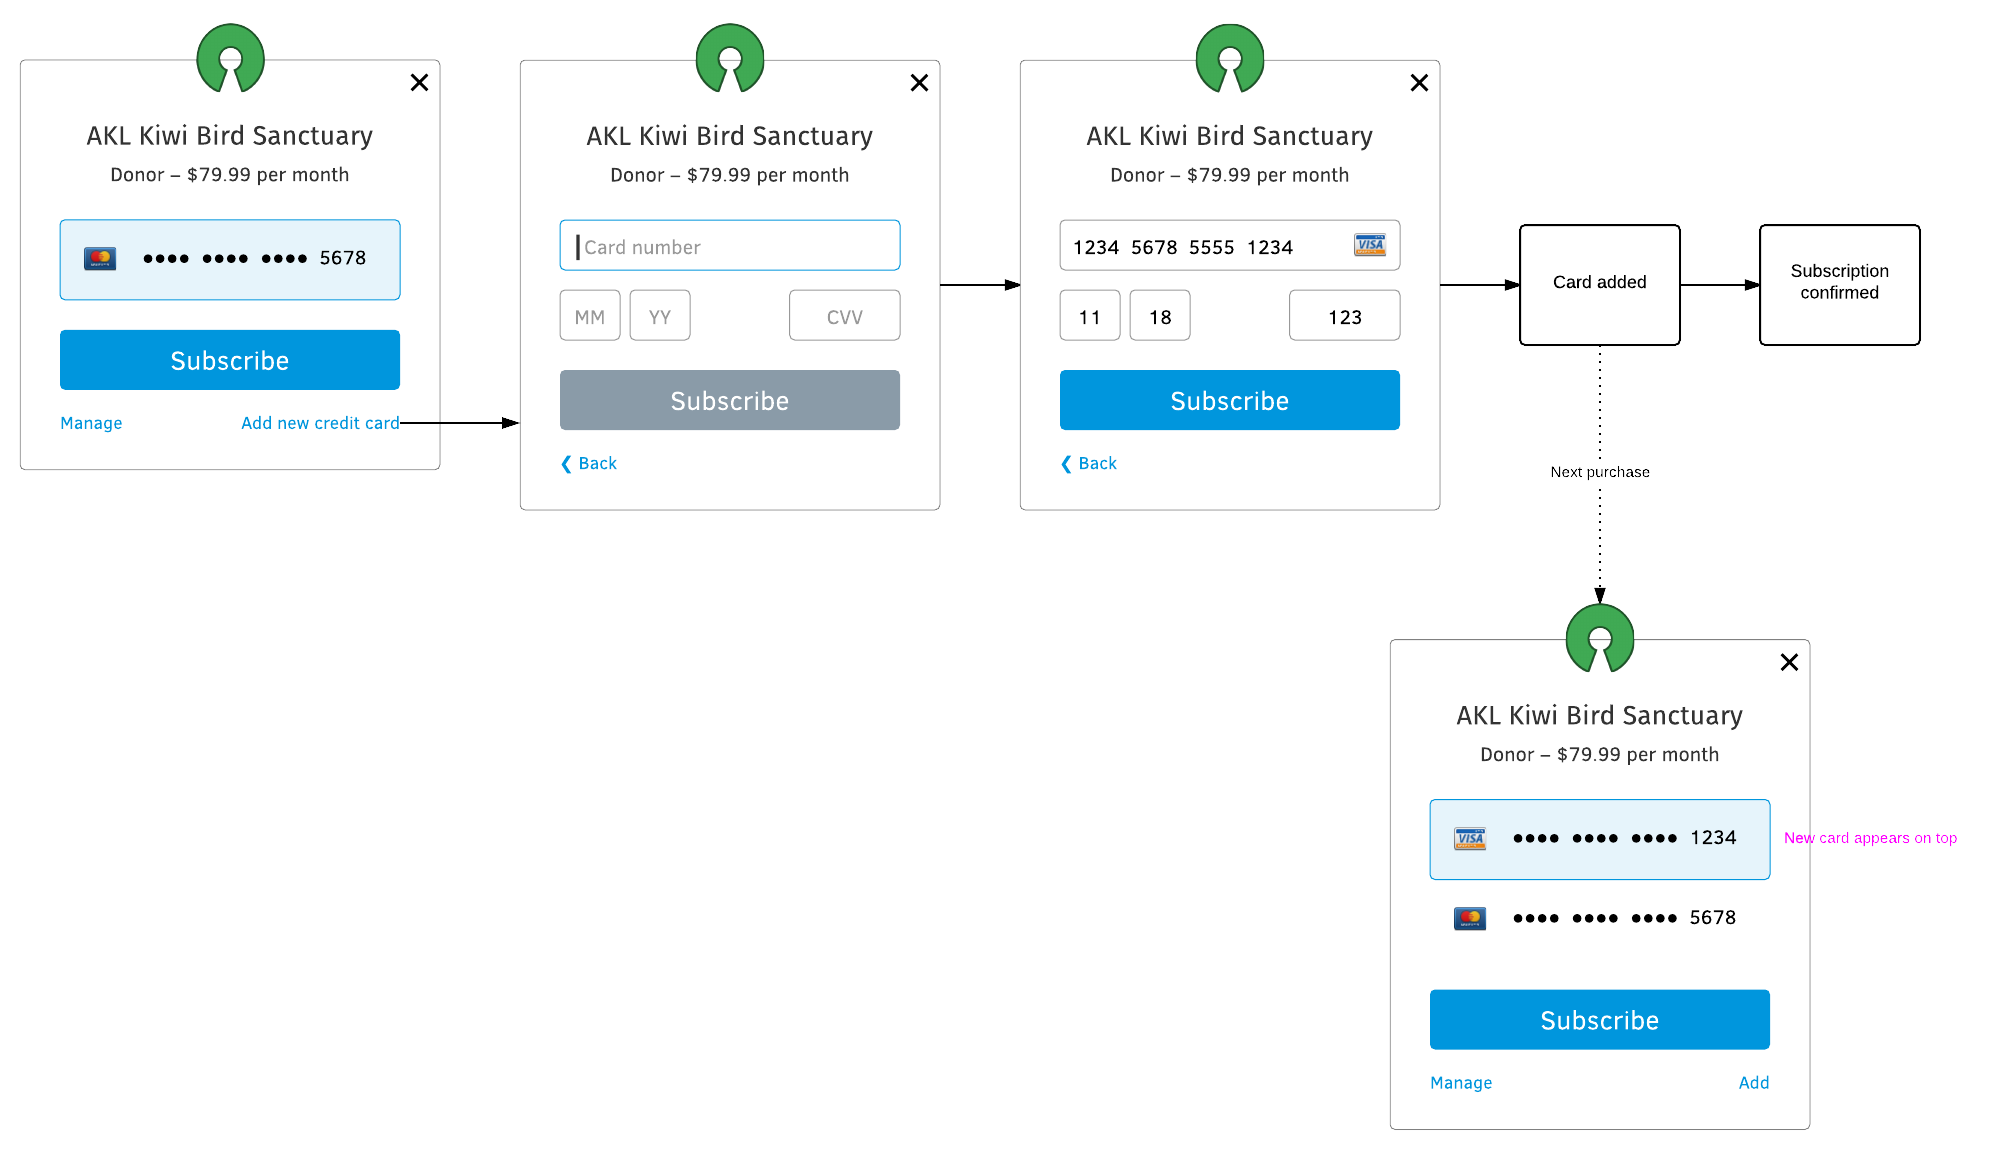 AKL Kiwi Bird Sanctuary
Donor – $79.99 per month
•••• •••• •••• 5678
Subscribe
Manage
Add new credit card
AKL Kiwi Bird Sanctuary
Donor – $79.99 per month
Card number
MM
YY
CVV
Subscribe
❮ Back
AKL Kiwi Bird Sanctuary
Donor – $79.99 per month
1234 5678 5555 1234
VISA
11
18
123
Subscribe
❮ Back
Card added
Subscription
confirmed
Next purchase
AKL Kiwi Bird Sanctuary
Donor – $79.99 per month
VISA
•••• •••• •••• 1234
New card appears on top
•••• •••• •••• 5678
Subscribe
Manage
Add